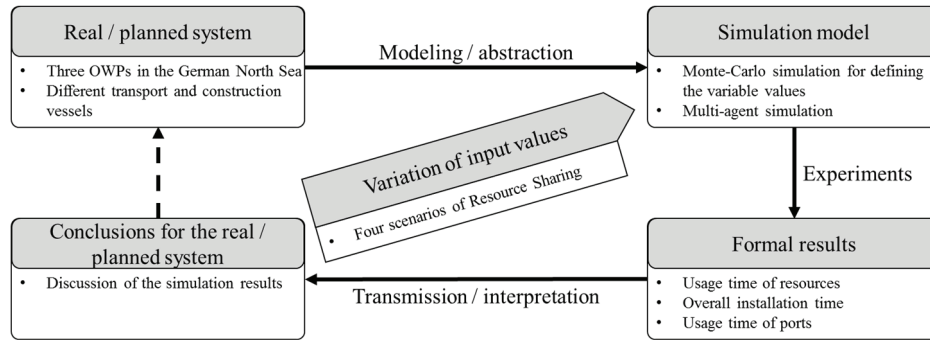 Real / planned system
• Three OWPs in the German North Sea
• Different transport and construction
vessels
Modeling / abstraction
Simulation model
• Monte-Carlo simulation for defining
the variable values
• Multi-agent simulation
Variation of input values
• Four scenarios of Resource Sharing
Experiments
Conclusions for the real /
planned system
• Discussion of the simulation results
Transmission / interpretation
Formal results
• Usage time of resources
• Overall installation time
• Usage time of ports